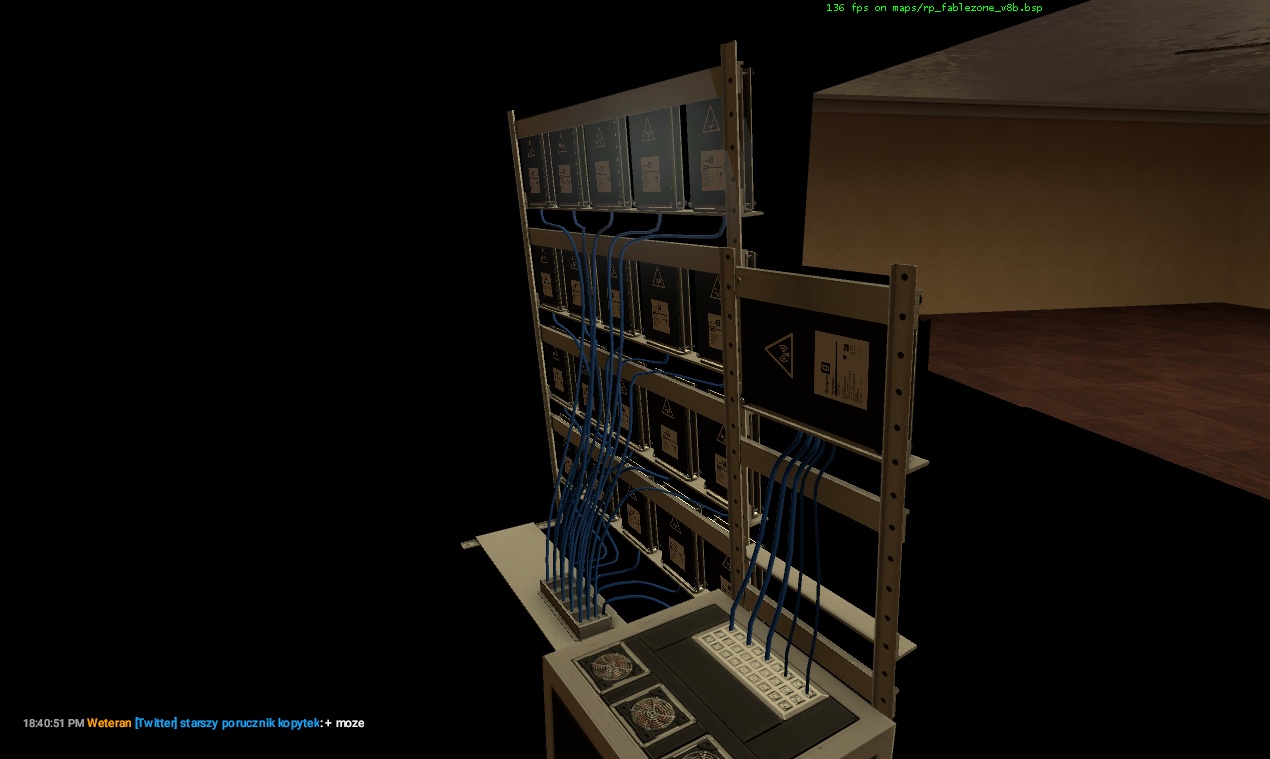 136 fps on maps/rp_fablezone_v8b.bsp
18:40:51 PM Weteran [Twitter] starszy porucznik kopytek: + moze